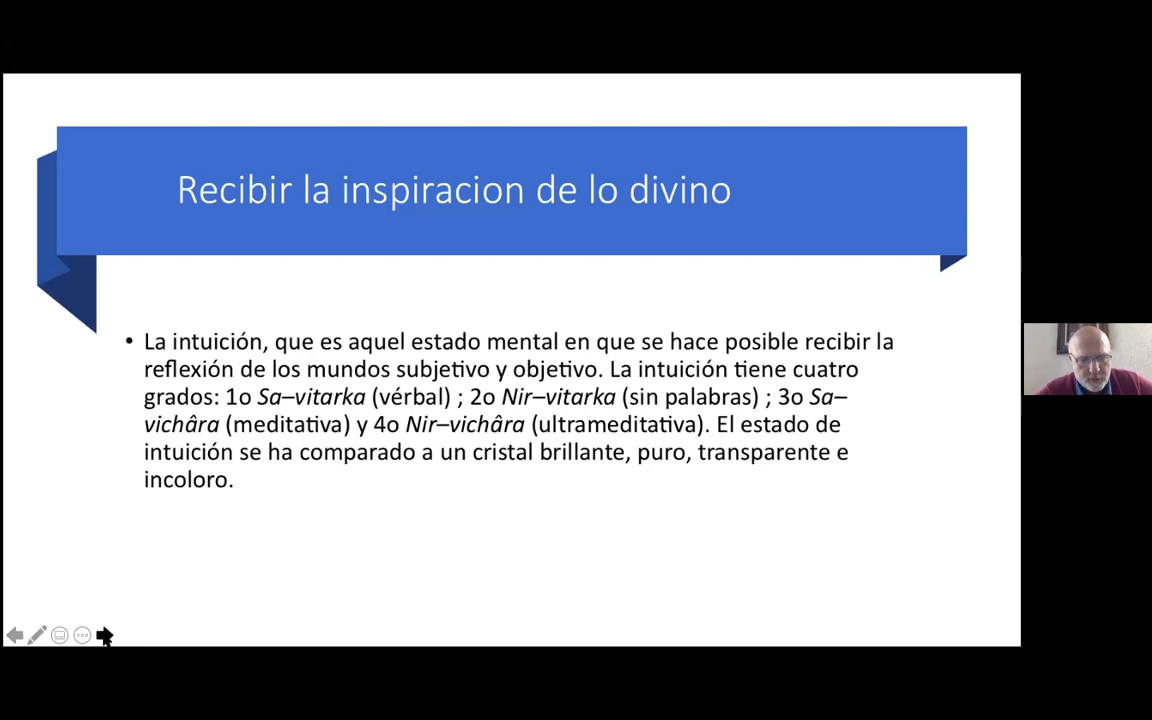 Recibir la inspiracion de lo divino
• La intuición, que es aquel estado mental en que se hace posible recibir la
reflexión de los mundos subjetivo y objetivo. La intuición tiene cuatro
grados: 1o Sa–vitarka (vérbal) ; 2o Nir–vitarka (sin palabras) ; 3o Sa–
vichâra (meditativa) y 4o Nir–vichâra (ultrameditativa). El estado de
intuición se ha comparado a un cristal brillante, puro, transparente e
incoloro.